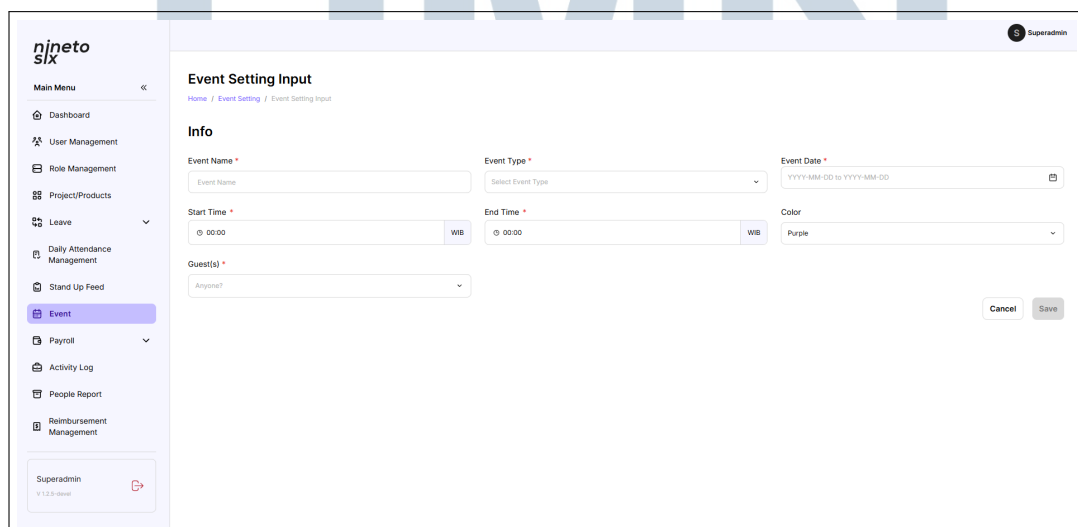 nineto
six
S Superadmin
Main Menu
Dashboard
User Management
Role Management
Project/Products
Leave
Daily Attendance
Management
Stand Up Feed
Event
Payroll
Activity Log
People Report
Reimbursement
Management
Superadmin
V 1.2.5-devel
Event Setting Input
Home / Event Setting / Event Setting Input
Info
Event Name *
Event Name
Event Type *
Select Event Type
Event Date *
YYYY-MM-DD to YYYY-MM-DD
Start Time *
00:00 WIB
End Time *
00:00 WIB
Color
Purple
Guest(s) *
Anyone?
Cancel Save